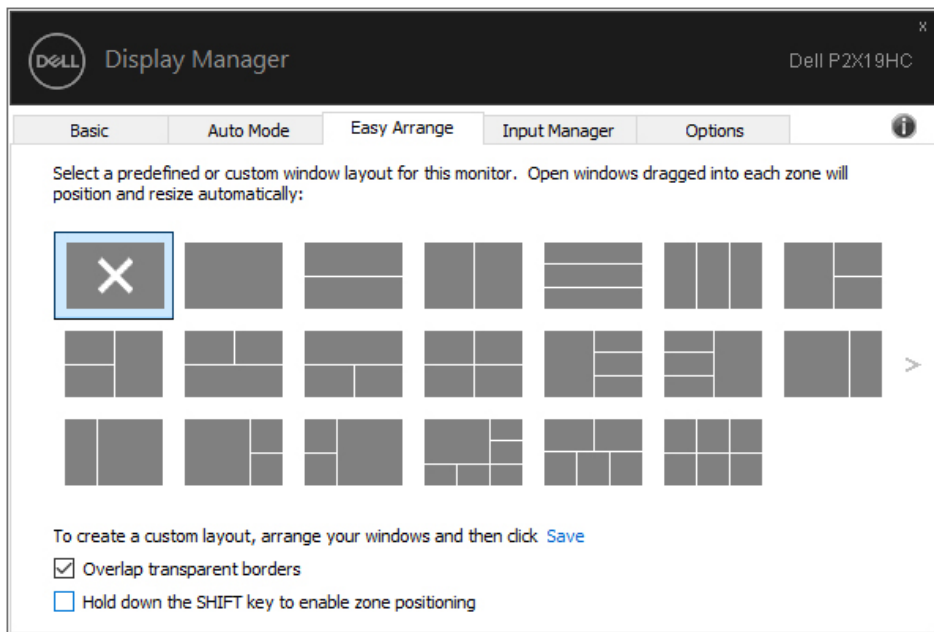 x
DELL Display Manager Dell P2X19HC
Basic Auto Mode Easy Arrange Input Manager Options i
Select a predefined or custom window layout for this monitor. Open windows dragged into each zone will
position and resize automatically:
>
To create a custom layout, arrange your windows and then click Save
Overlap transparent borders
Hold down the SHIFT key to enable zone positioning